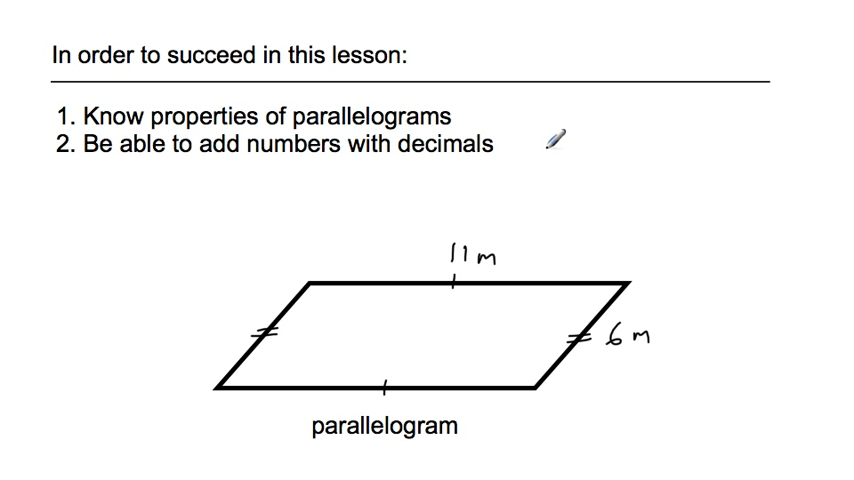 In order to succeed in this lesson:
1. Know properties of parallelograms
2. Be able to add numbers with decimals
11 m
6 m
parallelogram